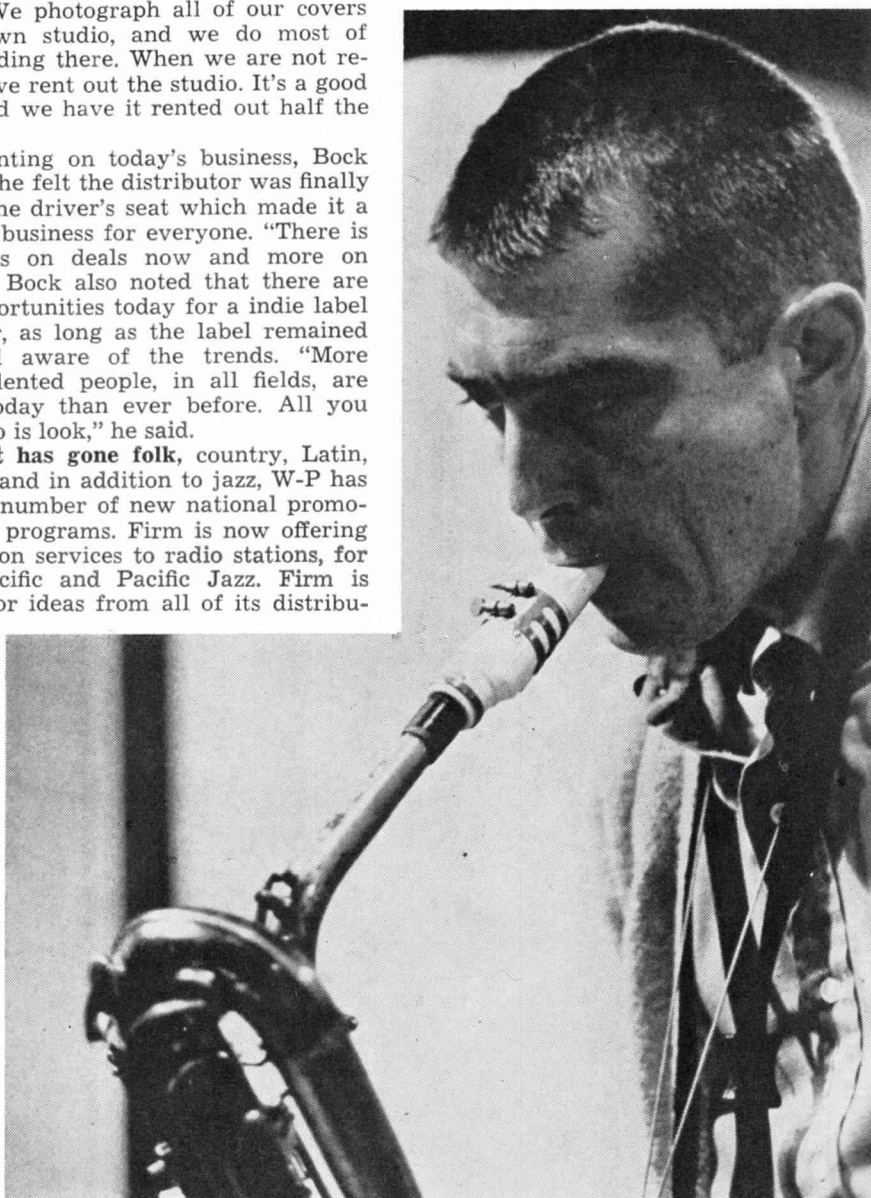 We photograph all of our covers
wn studio, and we do most of
ding there. When we are not re-
ve rent out the studio. It's a good
d we have it rented out half the
nting on today's business, Bock
he felt the distributor was finally
he driver's seat which made it a
business for everyone. “There is
s on deals now and more on
Bock also noted that there are
ortunities today for a indie label
, as long as the label remained
l aware of the trends. “More
lented people, in all fields, are
oday than ever before. All you
o is look,” he said.
t has gone folk, country, Latin,
and in addition to jazz, W-P has
number of new national promo-
programs. Firm is now offering
on services to radio stations, for
cific and Pacific Jazz. Firm is
or ideas from all of its distribu-